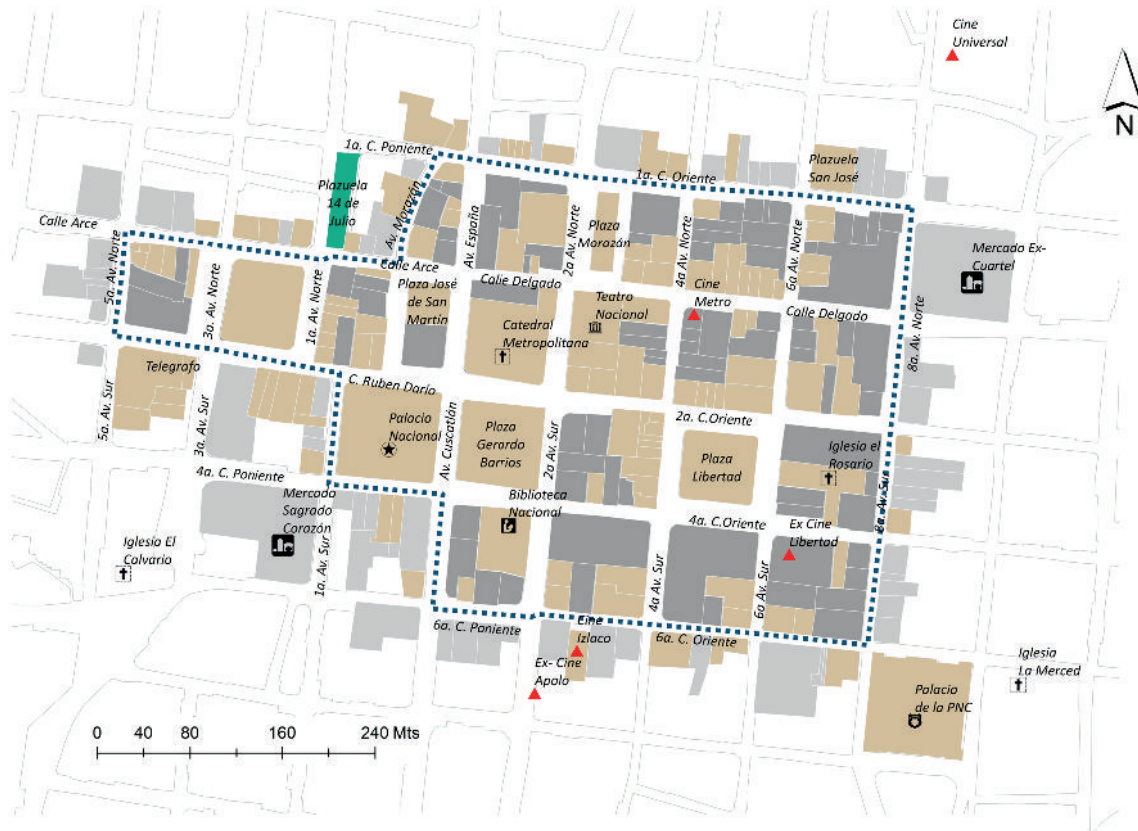 Cine
Universal
N
1a. C. Poniente
Plazuela
San José
1a. C. Oriente
Plazuela
14 de
Julio
Av. Morazán
Calle Arce
Av. España
2a Av. Norte
Plaza
Morazán
4a Av. Norte
6a Av. Norte
Mercado Ex-
Cuartel
5a. Av. Norte
3a. Av. Norte
1a. Av. Norte
Calle Arce
Plaza José
de San
Martín
Calle Delgado
Teatro
Nacional
Cine
Metro
Calle Delgado
8a. Av. Norte
Catedral
Metropolitana
Telegrafo
C. Ruben Darío
5a. Av. Sur
3a. Av. Sur
Palacio
Nacional
Av. Cuscatlán
Plaza
Gerardo
Barrios
2a Av. Sur
2a. C.Oriente
Plaza
Libertad
Iglesia el
Rosario
4a. C. Poniente
Mercado
Sagrado
Corazón
Biblioteca
Nacional
4a. C.Oriente
Ex Cine
Libertad
8a. Av. Sur
Iglesia El
Calvario
1a. Av. Sur
4a Av. Sur
6a Av. Sur
6a. C. Poniente
Cine
Izlaco
6a. C. Oriente
Ex- Cine
Apolo
Iglesia
La Merced
Palacio
de la PNC
0 40 80 160 240 Mts